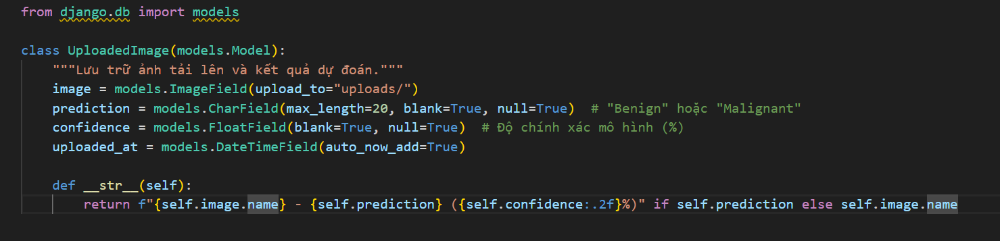 from django.db import models
class UploadedImage(models.Model):
"""Lưu trữ ảnh tải lên và kết quả dự đoán."""
image = models.ImageField(upload_to="uploads/")
prediction = models.CharField(max_length=20, blank=True, null=True)  # "Benign" hoặc "Malignant"
confidence = models.FloatField(blank=True, null=True)  # Độ chính xác mô hình (%)
uploaded_at = models.DateTimeField(auto_now_add=True)
def __str__(self):
return f"{self.image.name} - {self.prediction} ({self.confidence:.2f}%)" if self.prediction else self.image.name